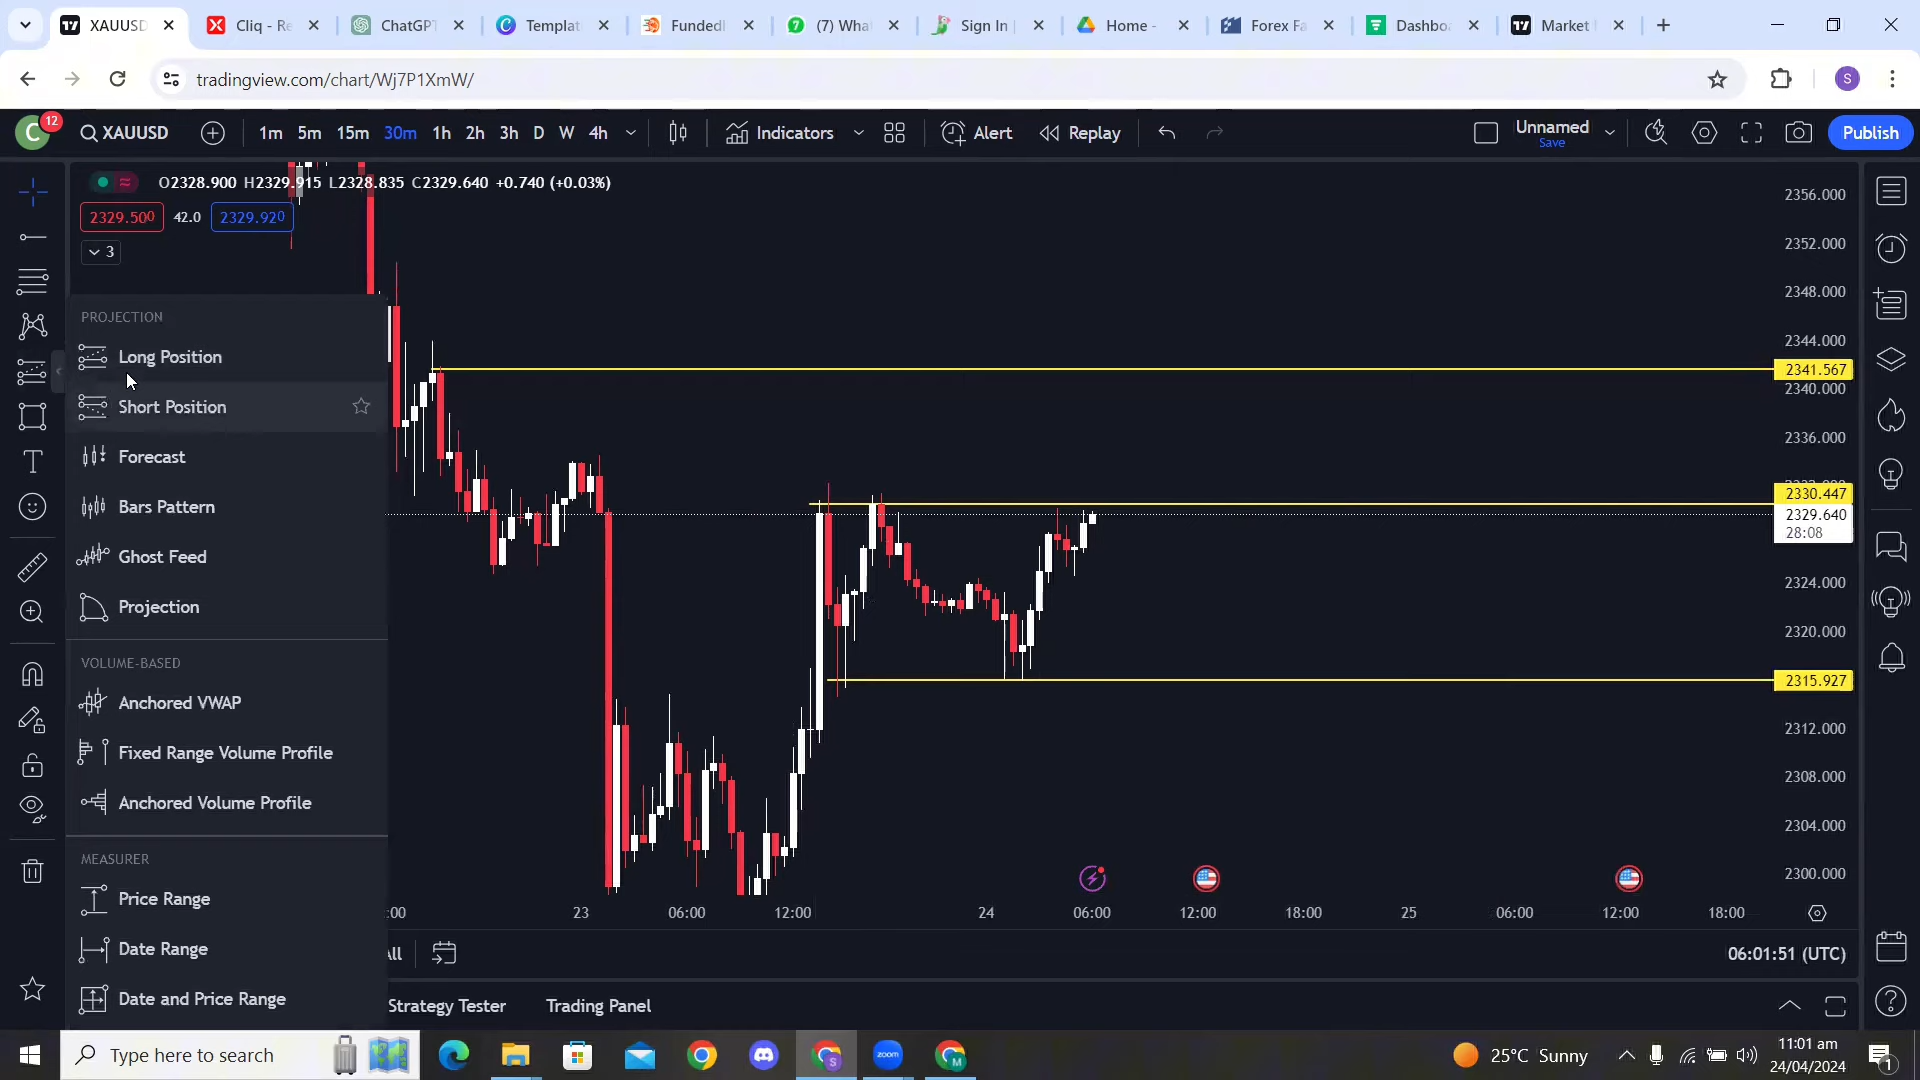 XAUUSD
Cliq - Re
ChatGPT
Templat
Fundedl
(7) Wha
Sign In |
Home -
Forex Fa
Dashbo
Market
tradingview.com/chart/Wj7P1XmW/
S
C
12
XAUUSD
1m 5m 15m 30m 1h 2h 3h D W 4h
Indicators
Alert
Replay
Unnamed
Save
Publish
O2328.900 H2329.915 L2328.835 C2329.640 +0.740 (+0.03%)
2329.500
42.0
2329.920
3
PROJECTION
Long Position
Short Position
Forecast
Bars Pattern
Ghost Feed
Projection
VOLUME-BASED
Anchored VWAP
Fixed Range Volume Profile
Anchored Volume Profile
MEASURER
Price Range
Date Range
Date and Price Range
2356.000
2352.000
2348.000
2344.000
2341.567
2340.000
2336.000
2330.447
2329.640
28:08
2324.000
2320.000
2315.927
2312.000
2308.000
2304.000
2300.000
:00 23 06:00 12:00 24 06:00 12:00 18:00 25 06:00 12:00 18:00
All
06:01:51 (UTC)
Strategy Tester
Trading Panel
Type here to search
zoom
S
M
25°C Sunny
11:01 am
24/04/2024
1